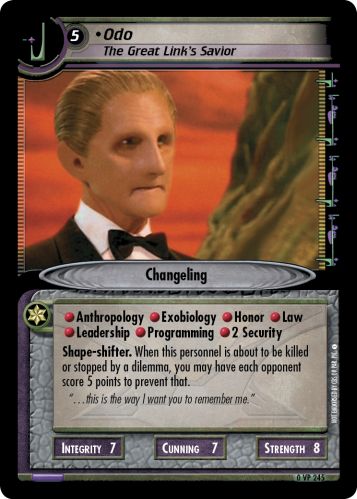 5
•Odo
The Great Link's Savior
Changeling
•Anthropology •Exobiology •Honor •Law
•Leadership •Programming •2 Security
Shape-shifter. When this personnel is about to be killed
or stopped by a dilemma, you may have each opponent
score 5 points to prevent that.
"…this is the way I want you to remember me."
INTEGRITY 7
CUNNING 7
STRENGTH 8
0 VP 245